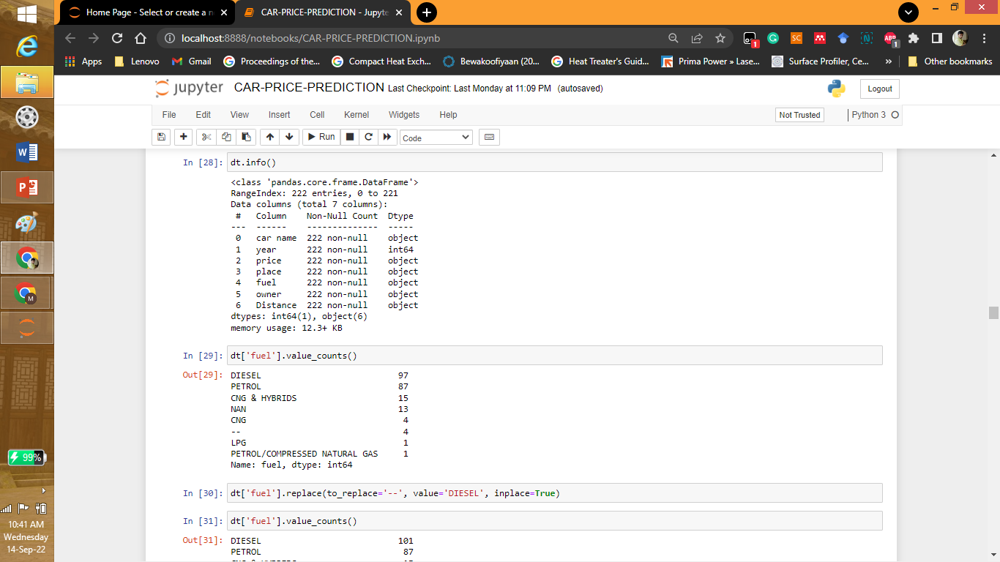 Home Page - Select or create a n
CAR-PRICE-PREDICTION - Jupyte
localhost:8888/notebooks/CAR-PRICE-PREDICTION.ipynb
Apps
Lenovo
Gmail
Proceedings of the...
Compact Heat Exch...
Bewakoofiyaan (20...
Heat Treater's Guid...
Prima Power » Lase...
Surface Profiler, Ce...
»
Other bookmarks
jupyter CAR-PRICE-PREDICTION Last Checkpoint: Last Monday at 11:09 PM (autosaved)
Logout
File Edit View Insert Cell Kernel Widgets Help
Not Trusted
Python 3
Run
Code
In [28]: dt.info()
<class 'pandas.core.frame.DataFrame'>
RangeIndex: 222 entries, 0 to 221
Data columns (total 7 columns):
# Column Non-Null Count Dtype
--- ------ -------------- -----
0 car name 222 non-null object
1 year 222 non-null int64
2 price 222 non-null object
3 place 222 non-null object
4 fuel 222 non-null object
5 owner 222 non-null object
6 Distance 222 non-null object
dtypes: int64(1), object(6)
memory usage: 12.3+ KB
In [29]: dt['fuel'].value_counts()
Out[29]: DIESEL 97
PETROL 87
CNG & HYBRIDS 15
NAN 13
CNG 4
-- 4
LPG 1
PETROL/COMPRESSED NATURAL GAS 1
Name: fuel, dtype: int64
In [30]: dt['fuel'].replace(to_replace='--', value='DIESEL', inplace=True)
In [31]: dt['fuel'].value_counts()
Out[31]: DIESEL 101
PETROL 87
99%
10:41 AM
Wednesday
14-Sep-22